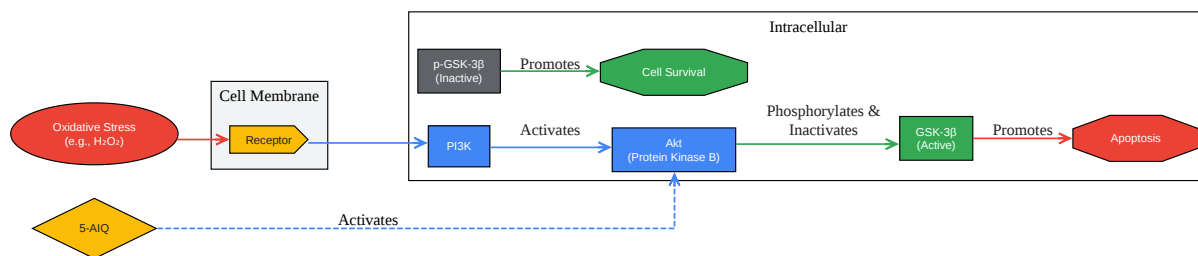 Intracellular
p-GSK-3β
(Inactive)
Promotes
Cell Survival
Cell Membrane
Oxidative Stress
(e.g., H₂O₂)
Receptor
PI3K
Activates
Akt
(Protein Kinase B)
Phosphorylates &
Inactivates
GSK-3β
(Active)
Promotes
Apoptosis
5-AIQ
Activates